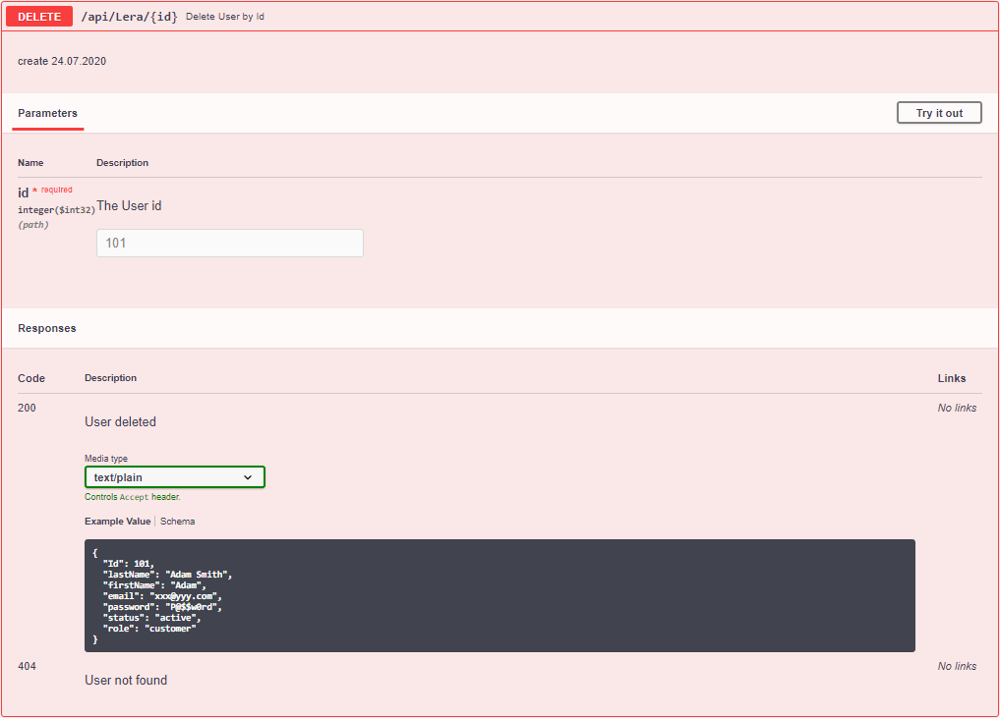 DELETE /api/Lera/{id} Delete User by Id
create 24.07.2020
Parameters Try it out
Name Description
id * required
integer($int32)
(path)
The User id
101
Responses
Code Description Links
200 No links
User deleted
Media type
text/plain
Controls Accept header.
Example Value Schema
{
  "Id": 101,
  "lastName": "Adam Smith",
  "firstName": "Adam",
  "email": "xxx@yyy.com",
  "password": "P@$$w0rd",
  "status": "active",
  "role": "customer"
}
404 No links
User not found